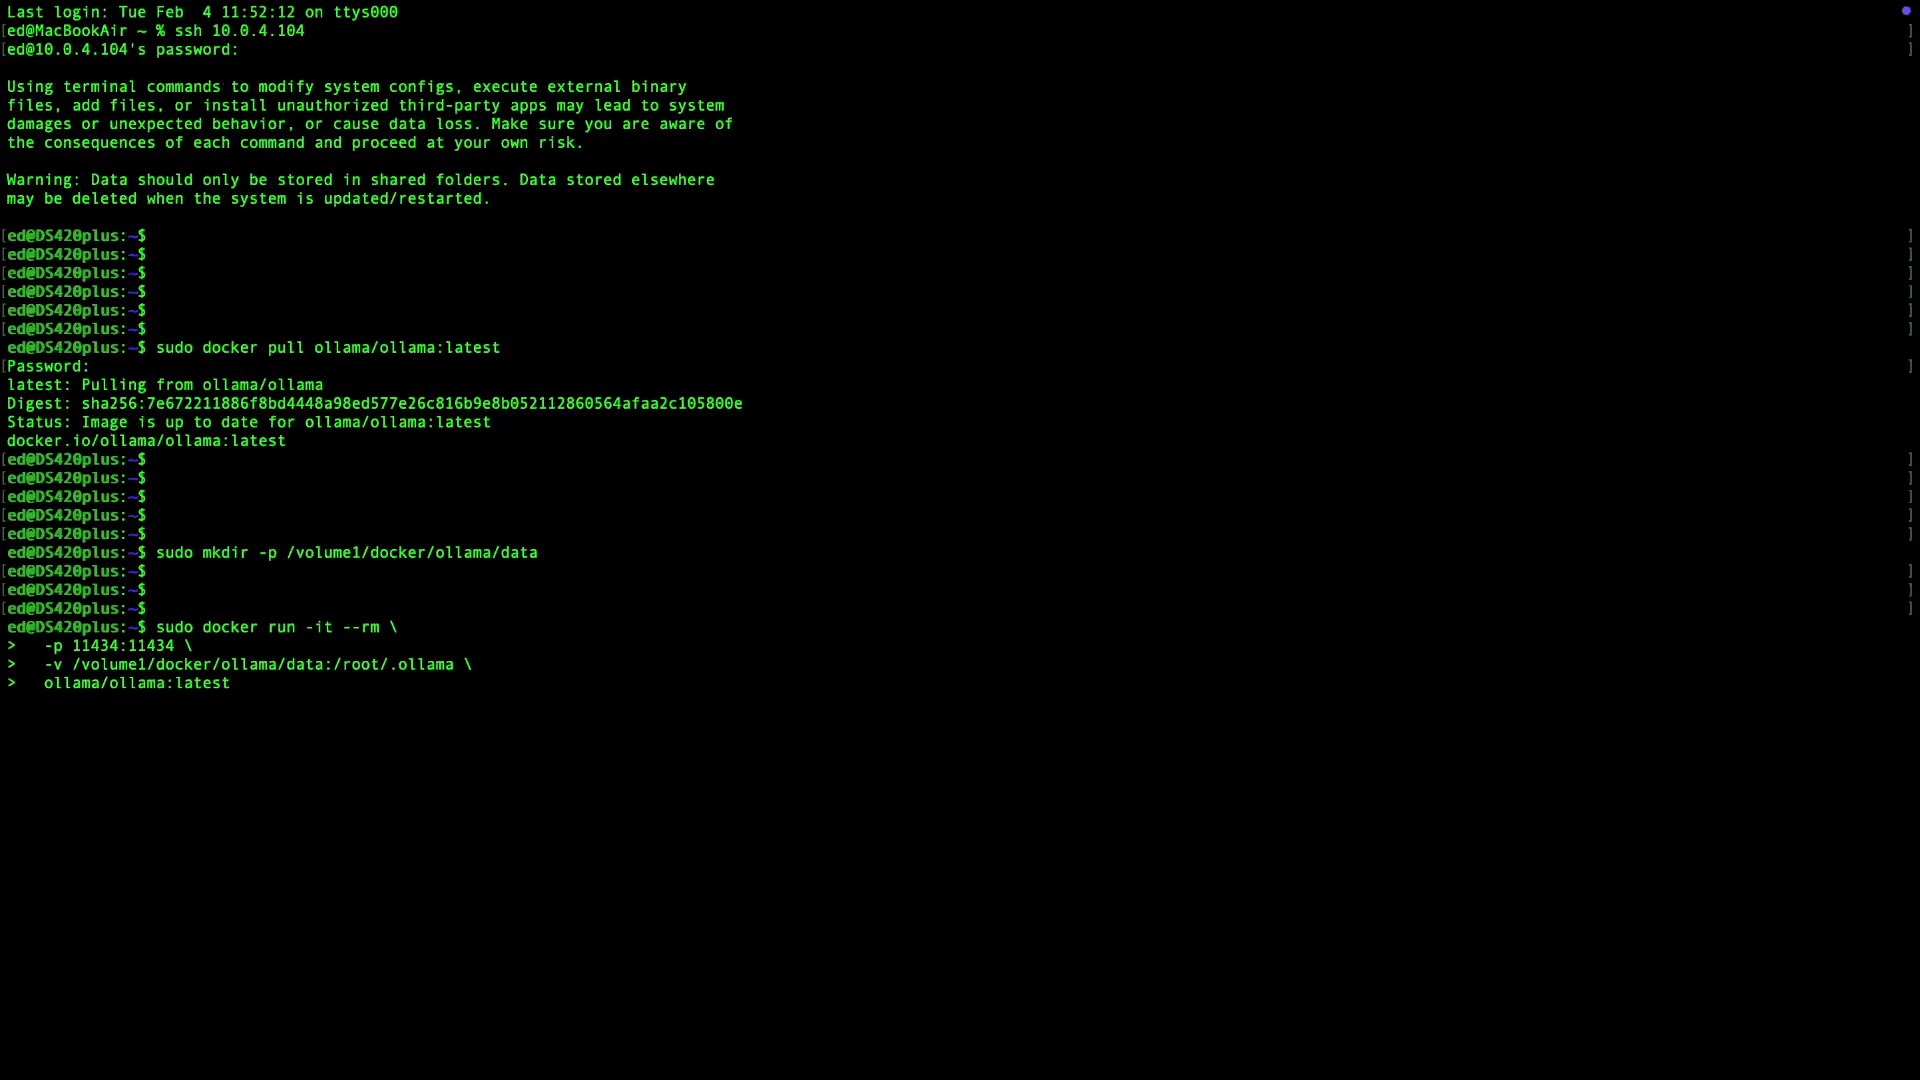 Last login: Tue Feb  4 11:52:12 on ttys000
[ed@MacBookAir ~ % ssh 10.0.4.104 ]
[ed@10.0.4.104's password: ]
Using terminal commands to modify system configs, execute external binary
files, add files, or install unauthorized third-party apps may lead to system
damages or unexpected behavior, or cause data loss. Make sure you are aware of
the consequences of each command and proceed at your own risk.
Warning: Data should only be stored in shared folders. Data stored elsewhere
may be deleted when the system is updated/restarted.
[ed@DS420plus:~$ ]
[ed@DS420plus:~$ ]
[ed@DS420plus:~$ ]
[ed@DS420plus:~$ ]
[ed@DS420plus:~$ ]
[ed@DS420plus:~$ ]
ed@DS420plus:~$ sudo docker pull ollama/ollama:latest
[Password: ]
latest: Pulling from ollama/ollama
Digest: sha256:7e672211886f8bd4448a98ed577e26c816b9e8b052112860564afaa2c105800e
Status: Image is up to date for ollama/ollama:latest
docker.io/ollama/ollama:latest
[ed@DS420plus:~$ ]
[ed@DS420plus:~$ ]
[ed@DS420plus:~$ ]
[ed@DS420plus:~$ ]
[ed@DS420plus:~$ ]
ed@DS420plus:~$ sudo mkdir -p /volume1/docker/ollama/data
[ed@DS420plus:~$ ]
[ed@DS420plus:~$ ]
[ed@DS420plus:~$ ]
ed@DS420plus:~$ sudo docker run -it --rm \
>   -p 11434:11434 \
>   -v /volume1/docker/ollama/data:/root/.ollama \
>   ollama/ollama:latest